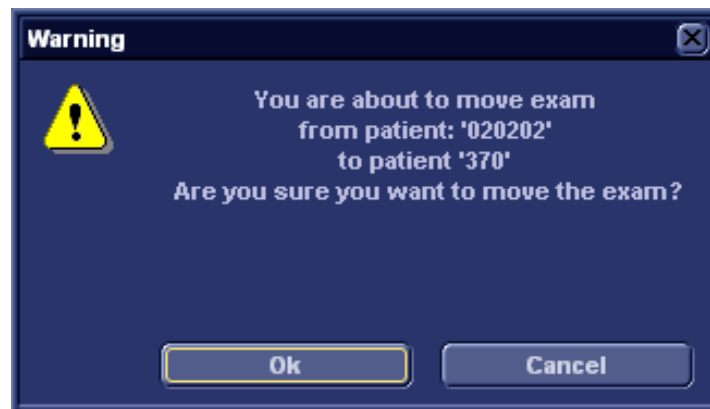 Warning
You are about to move exam
from patient: '020202'
to patient '370'
Are you sure you want to move the exam?
Ok
Cancel